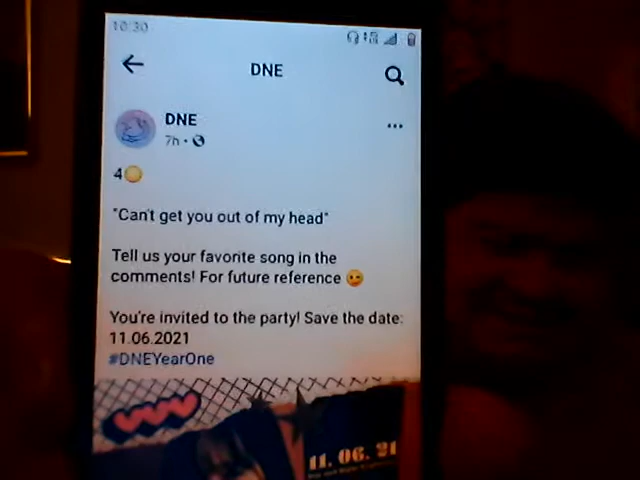 10:30
DNE
DNE
7h
4
"Can't get you out of my head"
Tell us your favorite song in the
comments! For future reference 😉
You're invited to the party! Save the date:
11.06.2021
#DNEYearOne
11. 06. 21